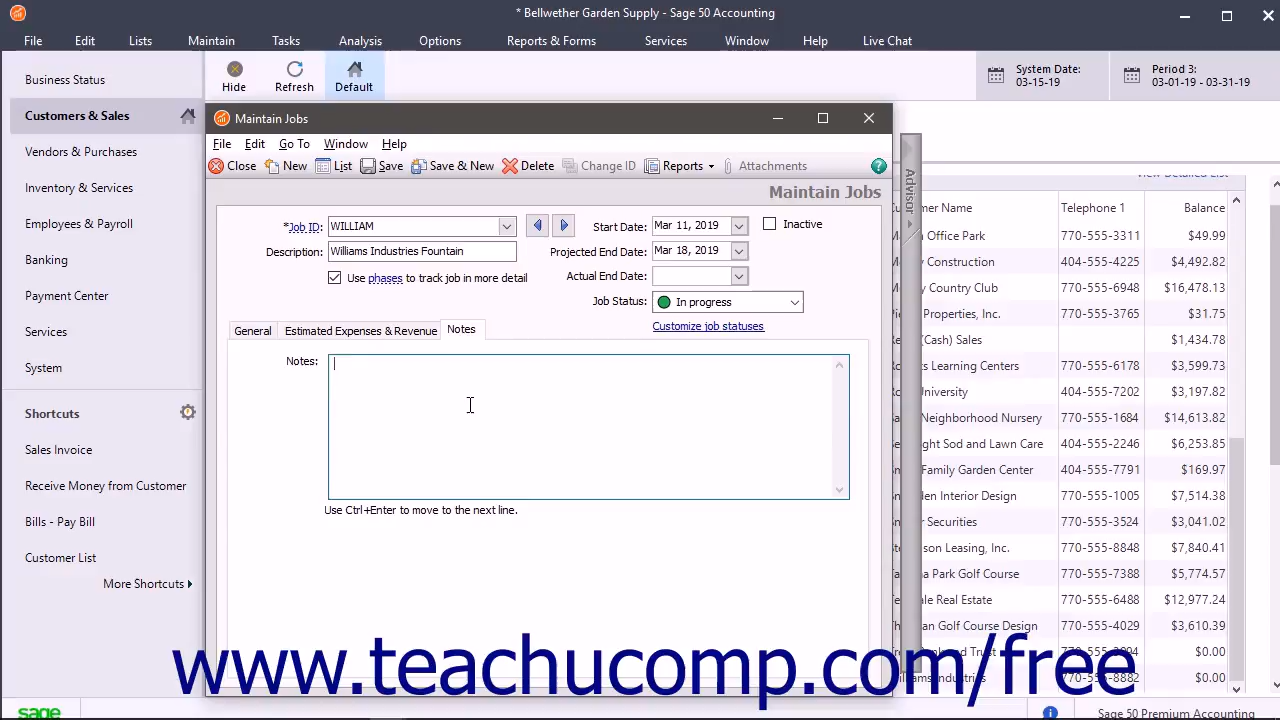 * Bellwether Garden Supply - Sage 50 Accounting
File Edit Lists Maintain Tasks Analysis Options Reports & Forms Services Window Help Live Chat
Business Status
Customers & Sales
Vendors & Purchases
Inventory & Services
Employees & Payroll
Banking
Payment Center
Services
System
Shortcuts
Sales Invoice
Receive Money from Customer
Bills - Pay Bill
Customer List
More Shortcuts
sage
Hide Refresh Default
System Date:
03-15-19
Period 3:
03-01-19 - 03-31-19
Maintain Jobs
File Edit Go To Window Help
Close New List Save Save & New Delete Change ID Reports Attachments
Maintain Jobs
*Job ID: WILLIAM
Description: Williams Industries Fountain
Use phases to track job in more detail
Start Date: Mar 11, 2019 Inactive
Projected End Date: Mar 18, 2019
Actual End Date:
Job Status: In progress
Customize job statuses
General Estimated Expenses & Revenue Notes
Notes:
Use Ctrl+Enter to move to the next line.
Advisor
View Detailed List
mer Name Telephone 1 Balance
Office Park 770-555-3311 $49.99
Construction 404-555-4225 $4,492.82
Country Club 770-555-6948 $16,478.13
Properties, Inc. 770-555-3765 $31.75
(Cash) Sales $1,434.78
Learning Centers 770-555-6178 $3,599.73
University 404-555-7202 $3,197.82
Neighborhood Nursery 770-555-1684 $14,613.82
ght Sod and Lawn Care 404-555-2246 $6,253.85
Family Garden Center 404-555-7791 $169.97
den Interior Design 770-555-1005 $7,514.38
Securities 770-555-3524 $3,041.02
son Leasing, Inc. 770-555-8848 $7,840.41
Park Golf Course 770-555-7388 $5,774.57
Real Estate 770-555-6488 $12,977.24
an Golf Course Design 770-555-4029 $3,610.39
$0.00
$0.00
www.teachucomp.com/free
Sage 50 Premium Accounting